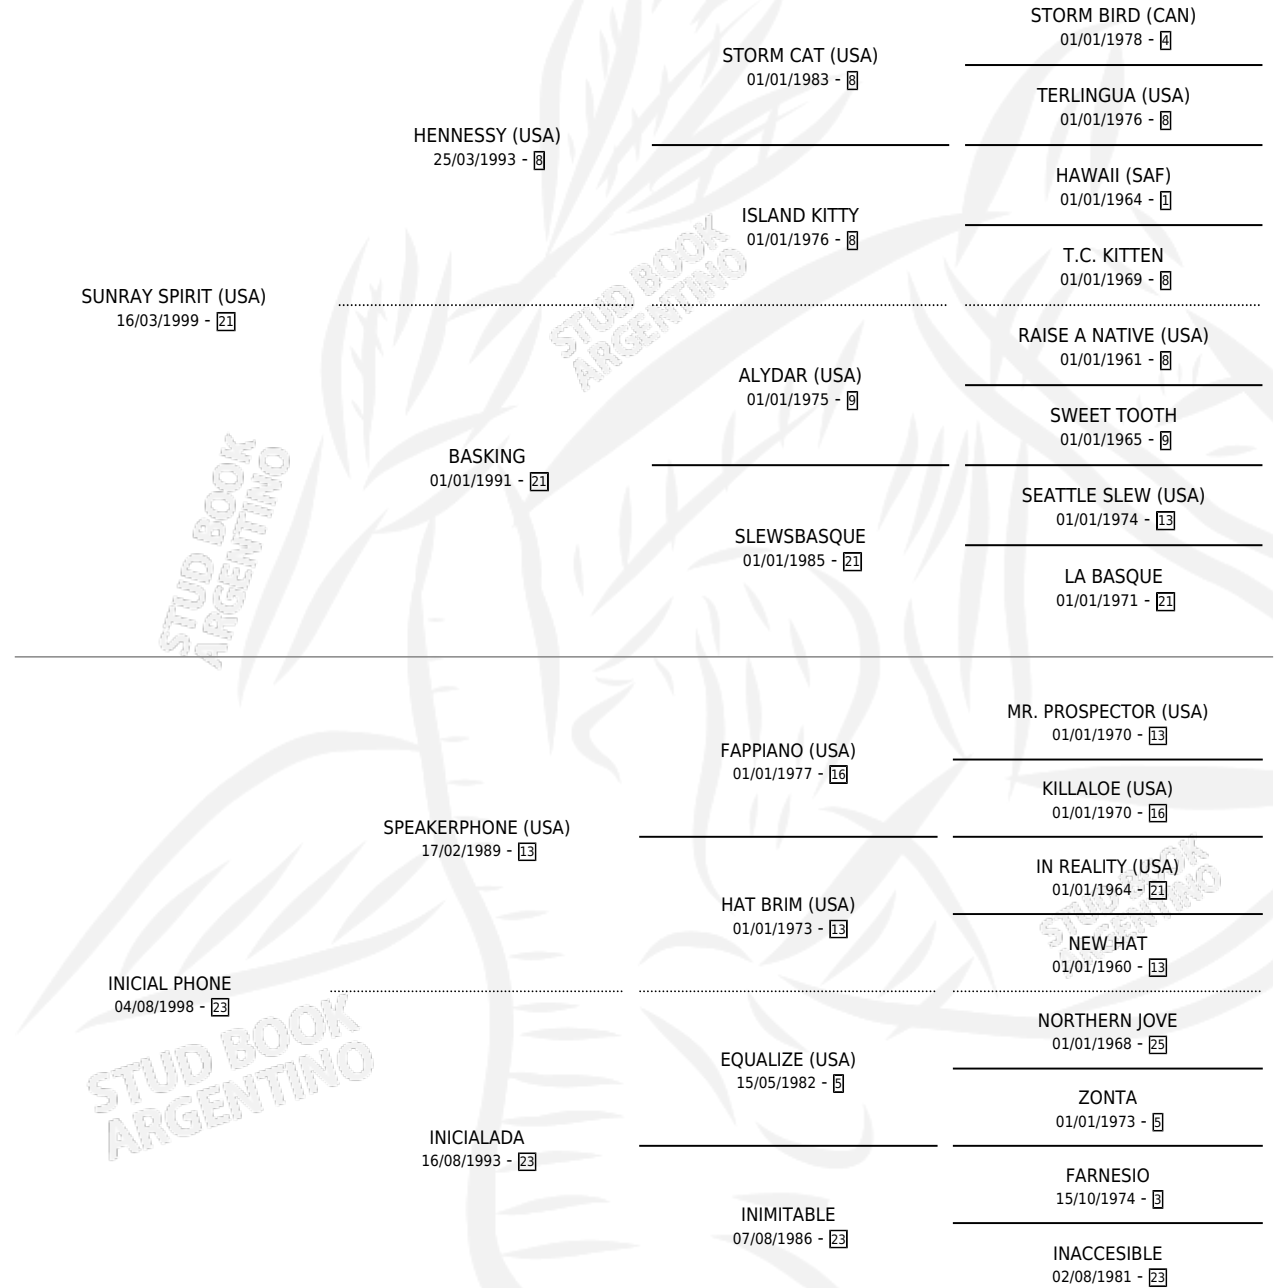 STORM BIRD (CAN)
01/01/1978 - 4
STORM CAT (USA)
01/01/1983 - 8
TERLINGUA (USA)
01/01/1976 - 8
HENNESSY (USA)
25/03/1993 - 8
HAWAII (SAF)
01/01/1964 - 1
ISLAND KITTY
01/01/1976 - 8
T.C. KITTEN
01/01/1969 - 8
SUNRAY SPIRIT (USA)
16/03/1999 - 21
STUD BOOK
ARGENTINO
RAISE A NATIVE (USA)
01/01/1961 - 8
ALYDAR (USA)
01/01/1975 - 9
SWEET TOOTH
01/01/1965 - 9
BASKING
01/01/1991 - 21
SEATTLE SLEW (USA)
01/01/1974 - 13
SLEWSBASQUE
01/01/1985 - 21
LA BASQUE
01/01/1971 - 21
STUD BOOK
ARGENTINO
MR. PROSPECTOR (USA)
01/01/1970 - 13
FAPPIANO (USA)
01/01/1977 - 16
KILLALOE (USA)
01/01/1970 - 16
SPEAKERPHONE (USA)
17/02/1989 - 13
IN REALITY (USA)
01/01/1964 - 21
HAT BRIM (USA)
01/01/1973 - 13
STUD BOOK
ARGENTINO
NEW HAT
01/01/1960 - 13
INICIAL PHONE
04/08/1998 - 23
NORTHERN JOVE
01/01/1968 - 25
EQUALIZE (USA)
15/05/1982 - 5
STUD BOOK
ARGENTINO
ZONTA
01/01/1973 - 5
INICIALADA
16/08/1993 - 23
FARNESIO
15/10/1974 - 3
INIMITABLE
07/08/1986 - 23
INACCESIBLE
02/08/1981 - 23